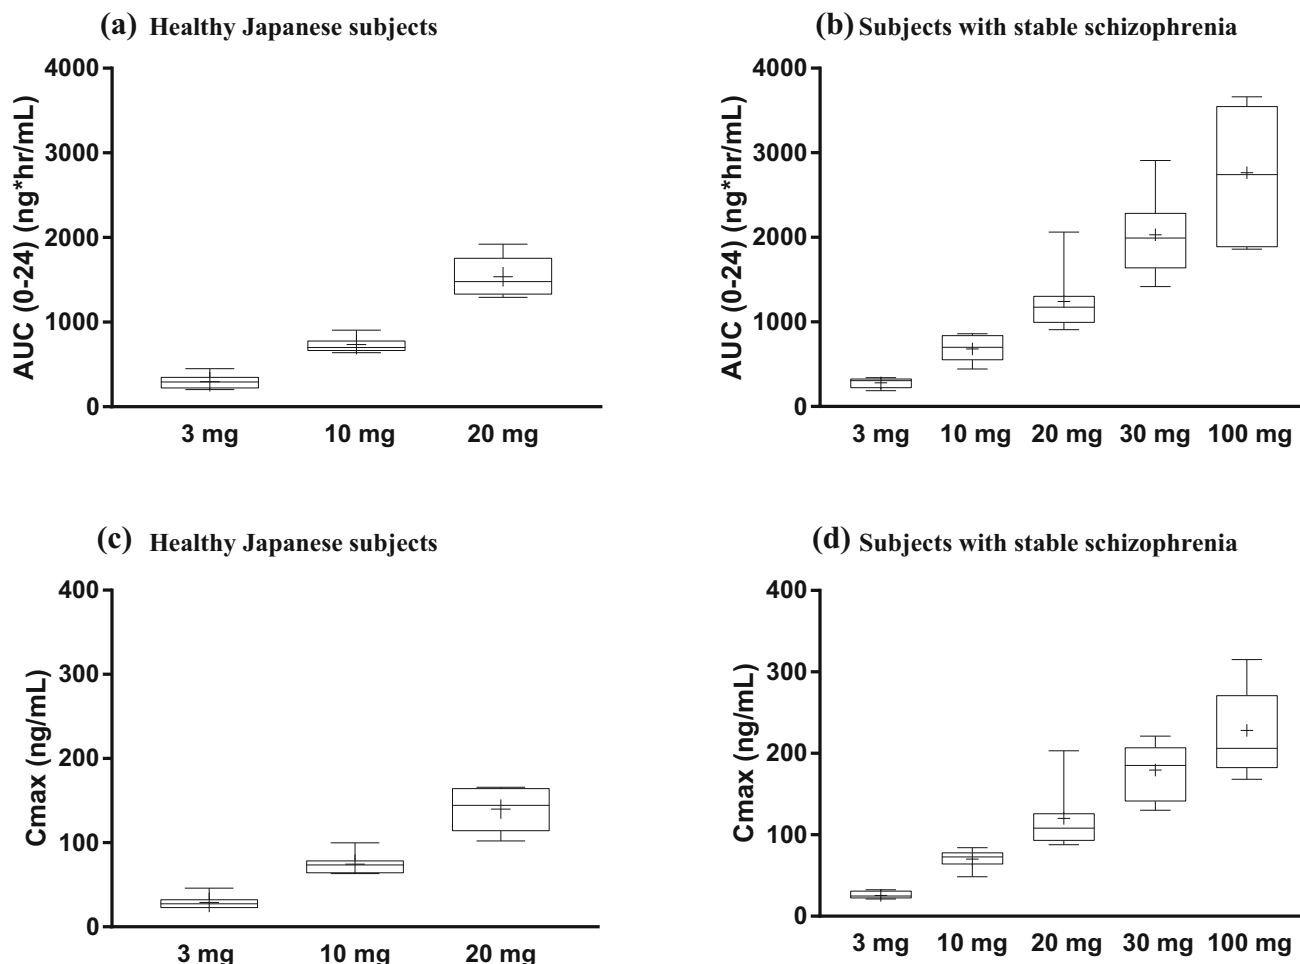 (a) Healthy Japanese subjects
AUC (0-24) (ng*hr/mL)
4000
3000
2000
1000
0
3 mg 10 mg 20 mg
(b) Subjects with stable schizophrenia
AUC (0-24) (ng*hr/mL)
4000
3000
2000
1000
0
3 mg 10 mg 20 mg 30 mg 100 mg
(c) Healthy Japanese subjects
Cmax (ng/mL)
400
300
200
100
0
3 mg 10 mg 20 mg
(d) Subjects with stable schizophrenia
Cmax (ng/mL)
400
300
200
100
0
3 mg 10 mg 20 mg 30 mg 100 mg